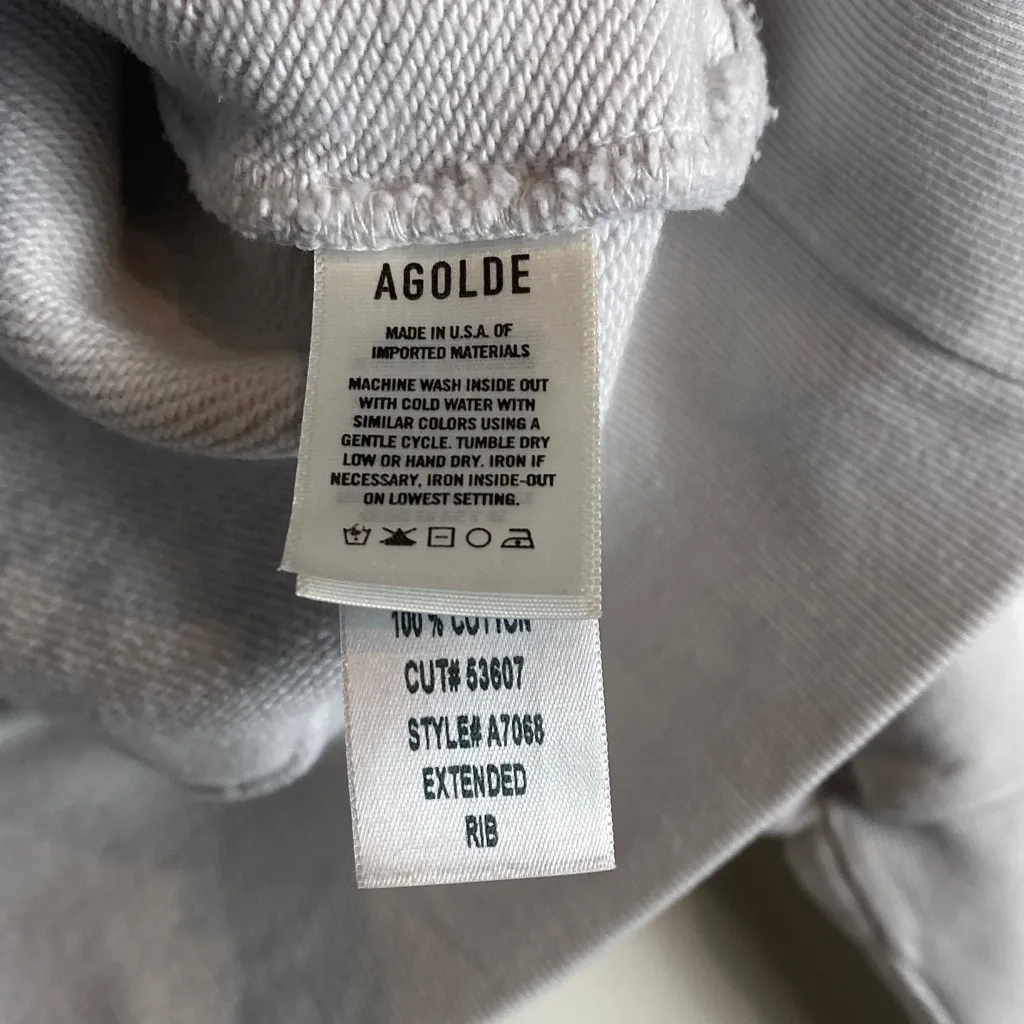 AGOLDE
MADE IN U.S.A. OF
IMPORTED MATERIALS
MACHINE WASH INSIDE OUT
WITH COLD WATER WITH
SIMILAR COLORS USING A
GENTLE CYCLE. TUMBLE DRY
LOW OR HAND DRY. IRON IF
NECESSARY, IRON INSIDE-OUT
ON LOWEST SETTING.
100 % COTTON
CUT# 53607
STYLE# A7068
EXTENDED
RIB